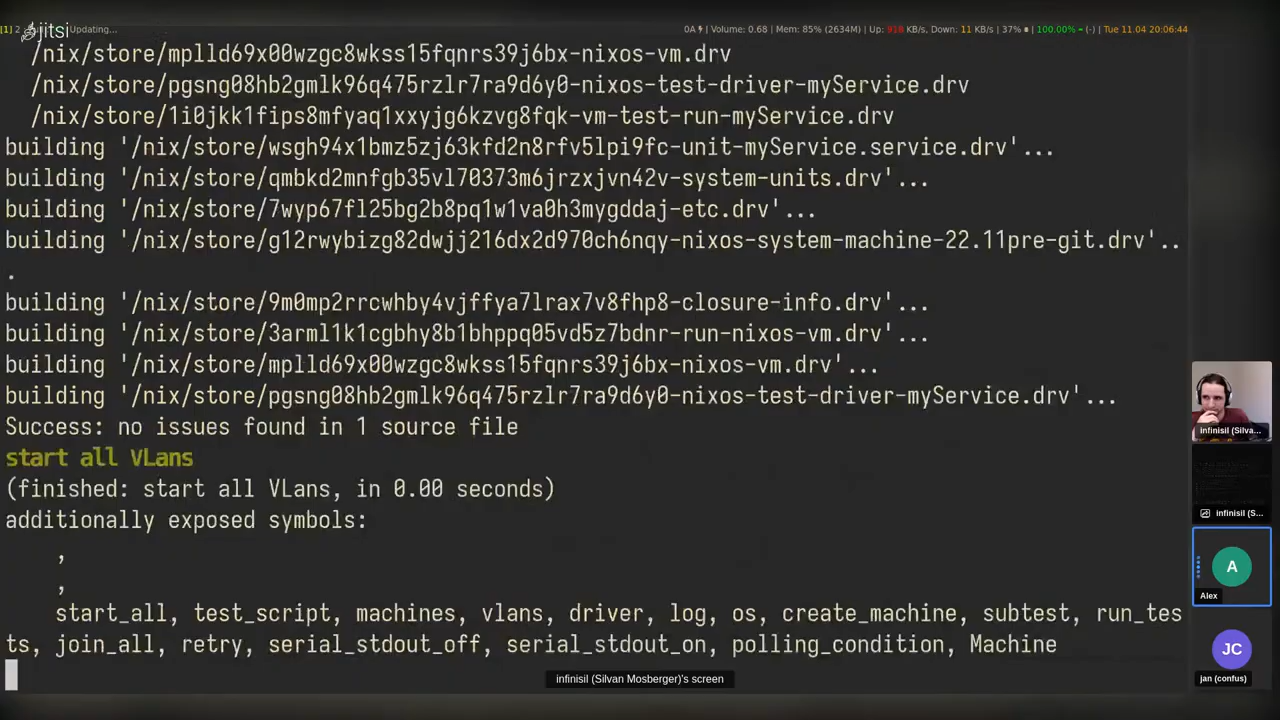 jitsi
[1] 2 Updating... 0A Volume: 0.68 | Mem: 85% (2634M) | Up: 918 KB/s, Down: 11 KB/s | 37% | 100.00% (-) | Tue 11.04 20:06:44
/nix/store/mplld69x00wzgc8wkss15fqnrs39j6bx-nixos-vm.drv
/nix/store/pgsng08hb2gmlk96q475rzlr7ra9d6y0-nixos-test-driver-myService.drv
/nix/store/1i0jkk1fips8mfyaq1xxyjg6kzvg8fqk-vm-test-run-myService.drv
building '/nix/store/wsgh94x1bmz5zj63kfd2n8rfv5lpi9fc-unit-myService.service.drv'...
building '/nix/store/qmbkd2mnfgb35vl70373m6jrzxjvn42v-system-units.drv'...
building '/nix/store/7wyp67fl25bg2b8pq1w1va0h3mygddaj-etc.drv'...
building '/nix/store/g12rwybizg82dwjj216dx2d970ch6nqy-nixos-system-machine-22.11pre-git.drv'..
.
building '/nix/store/9m0mp2rrcwhby4vjffya7lrax7v8fhp8-closure-info.drv'...
building '/nix/store/3arml1k1cgbhy8b1bhppq05vd5z7bdnr-run-nixos-vm.drv'...
building '/nix/store/mplld69x00wzgc8wkss15fqnrs39j6bx-nixos-vm.drv'...
building '/nix/store/pgsng08hb2gmlk96q475rzlr7ra9d6y0-nixos-test-driver-myService.drv'...
Success: no issues found in 1 source file
start all VLans
(finished: start all VLans, in 0.00 seconds)
additionally exposed symbols:
,
,
start_all, test_script, machines, vlans, driver, log, os, create_machine, subtest, run_tes
ts, join_all, retry, serial_stdout_off, serial_stdout_on, polling_condition, Machine
infinisil (Silvan Mosberger)'s screen
infinisil (Silva...
infinisil (S...
A
Alex
JC
jan (confus)